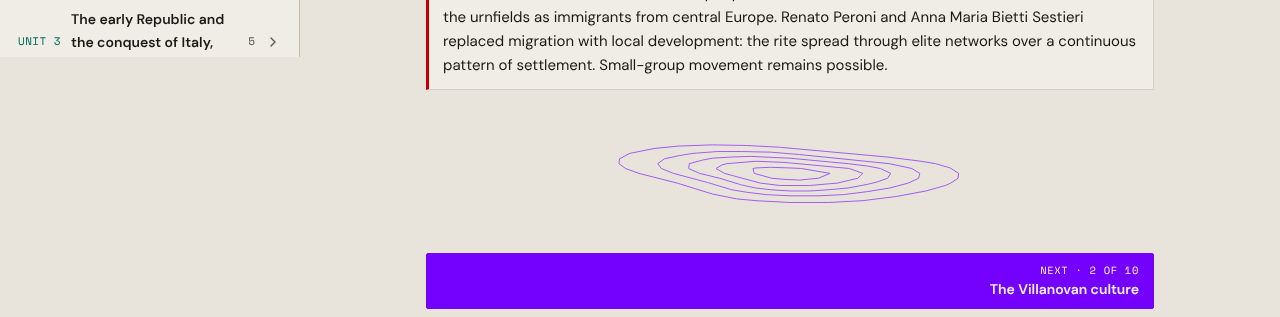 The early Republic and
UNIT 3 the conquest of Italy, 5
the urnfields as immigrants from central Europe. Renato Peroni and Anna Maria Bietti Sestieri
replaced migration with local development: the rite spread through elite networks over a continuous
pattern of settlement. Small-group movement remains possible.
NEXT · 2 OF 10
The Villanovan culture